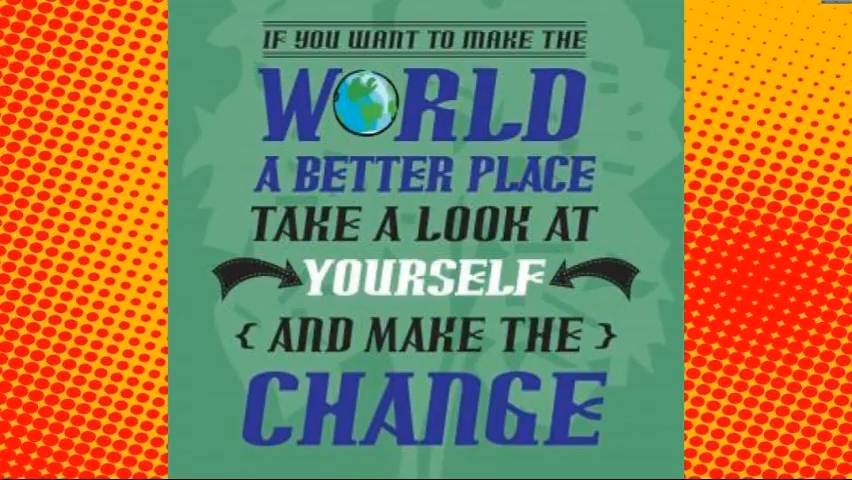 IF YOU WANT TO MAKE THE
WORLD
A BETTER PLACE
TAKE A LOOK AT
YOURSELF
{ AND MAKE THE }
CHANGE